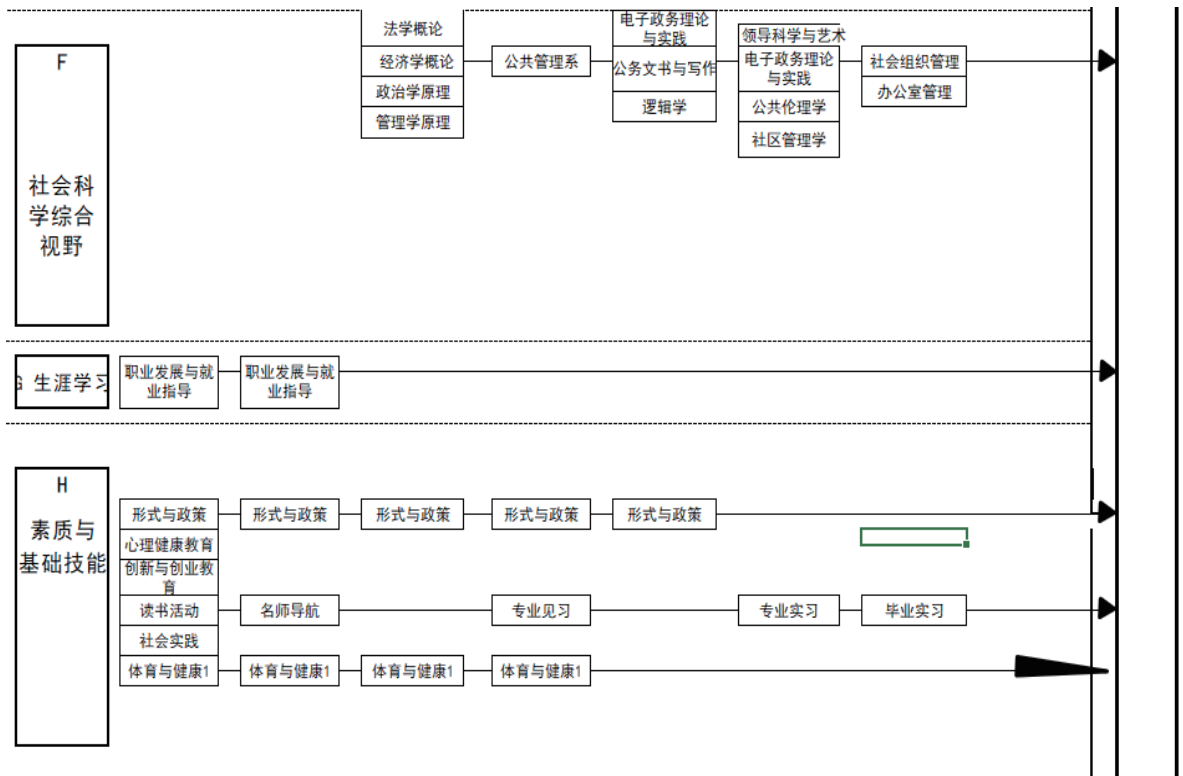 F
社会科
学综合
视野
法学概论
经济学概论
政治学原理
管理学原理
公共管理系
电子政务理论
与实践
公务文书与写作
逻辑学
领导科学与艺术
电子政务理论
与实践
公共伦理学
社区管理学
社会组织管理
办公室管理
G 生涯学习
职业发展与就
业指导
职业发展与就
业指导
H
素质与
基础技能
形式与政策
形式与政策
形式与政策
形式与政策
形式与政策
心理健康教育
创新与创业教
育
读书活动
名师导航
专业见习
专业实习
毕业实习
社会实践
体育与健康1
体育与健康1
体育与健康1
体育与健康1